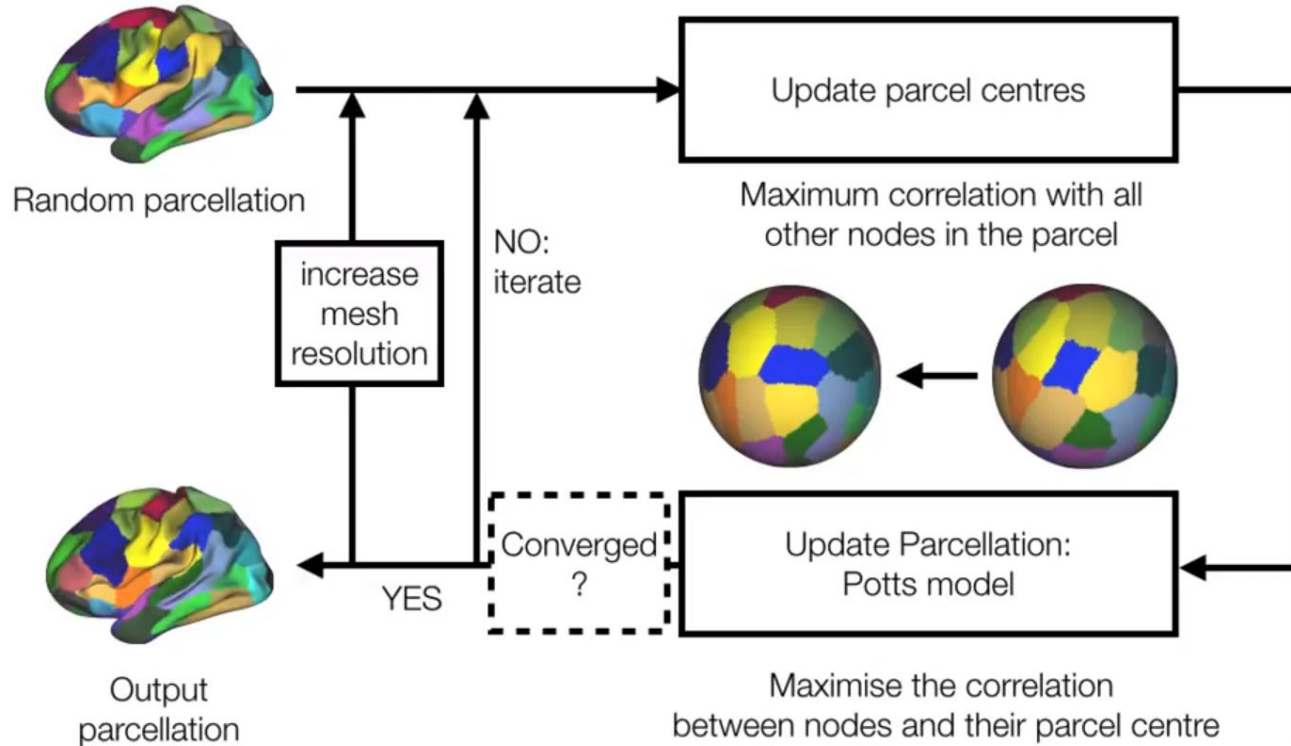 Update parcel centres
Random parcellation
Maximum correlation with all
other nodes in the parcel
NO:
iterate
increase
mesh
resolution
Converged
?
Update Parcellation:
Potts model
YES
Output
parcellation
Maximise the correlation
between nodes and their parcel centre